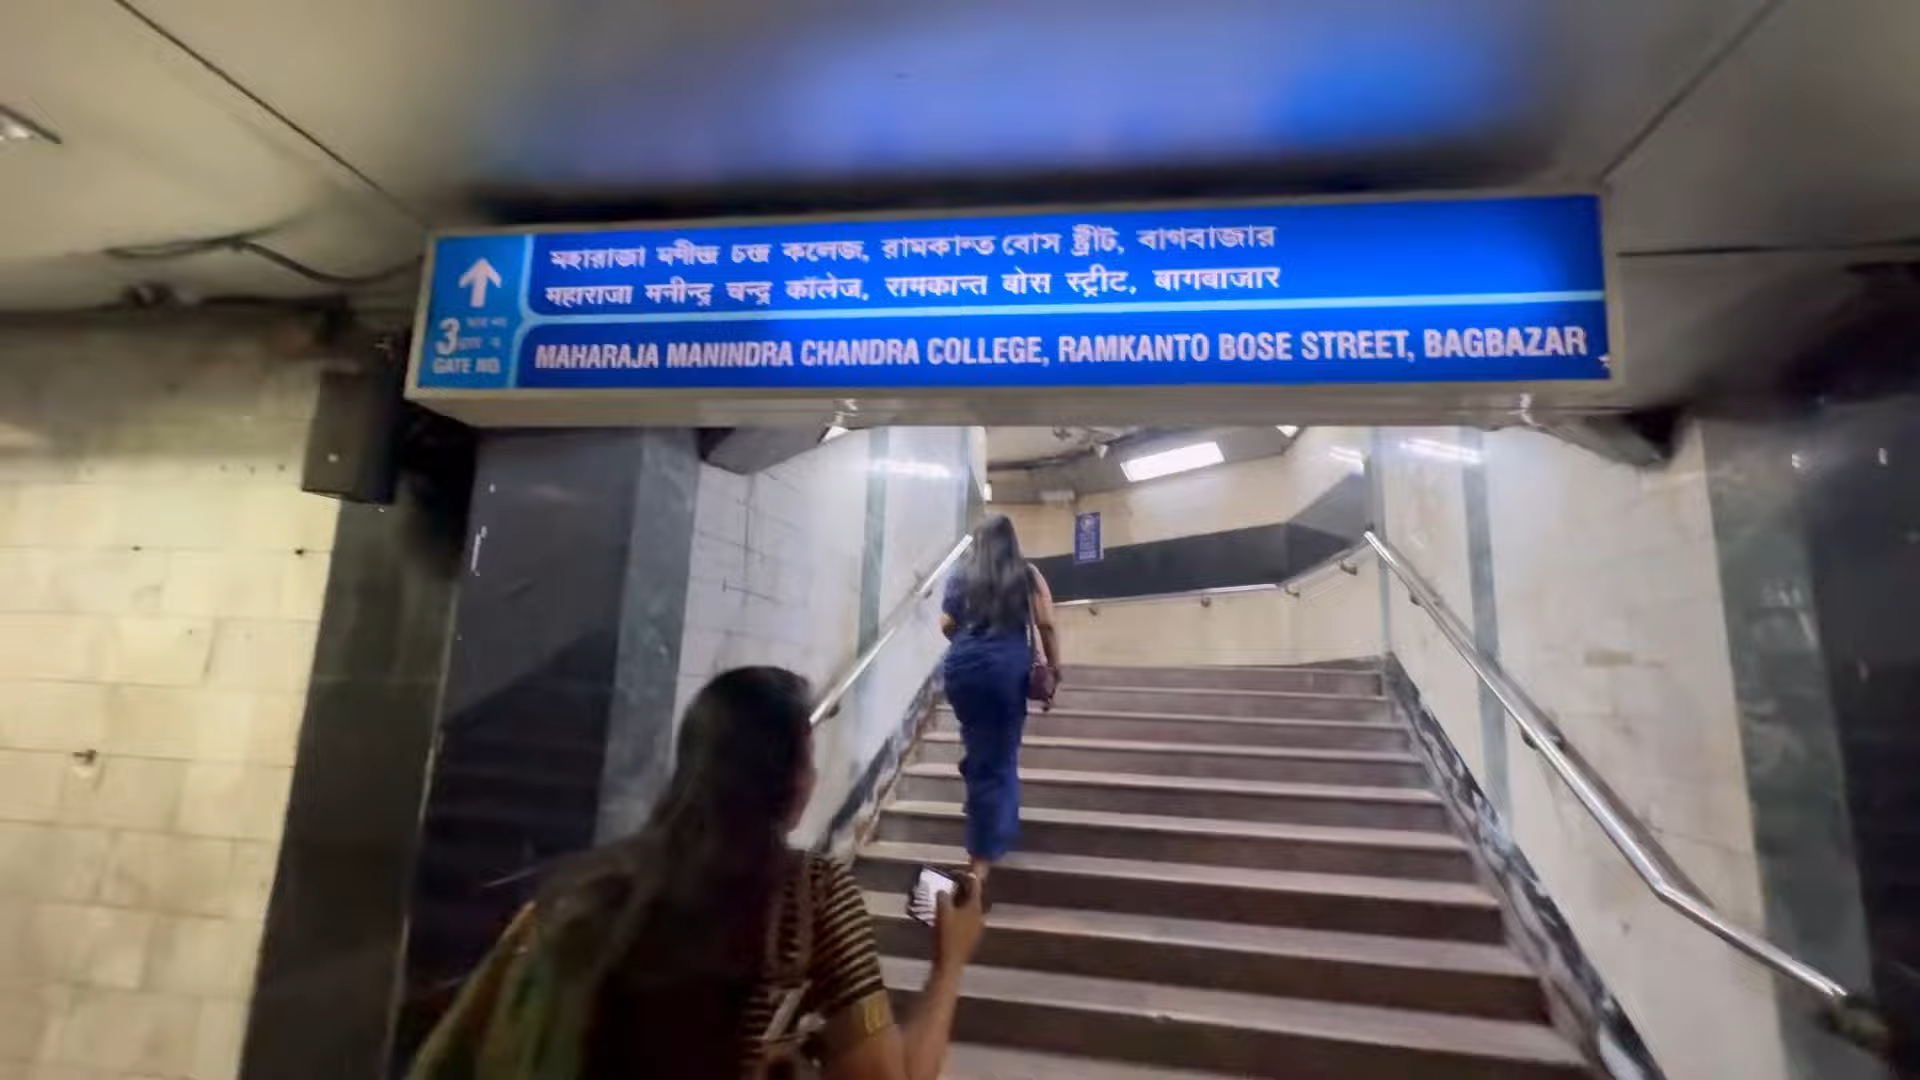 মহারাজা মণীন্দ্র চন্দ্র কলেজ, রামকান্ত বোস ষ্ট্রীট, বাগবাজার
महाराजा मनीन्द्र चन्द्र कॉलेज, रामकान्त बोस स्ट्रीट, बागबाजार
3
GATE NO.
MAHARAJA MANINDRA CHANDRA COLLEGE, RAMKANTO BOSE STREET, BAGBAZAR